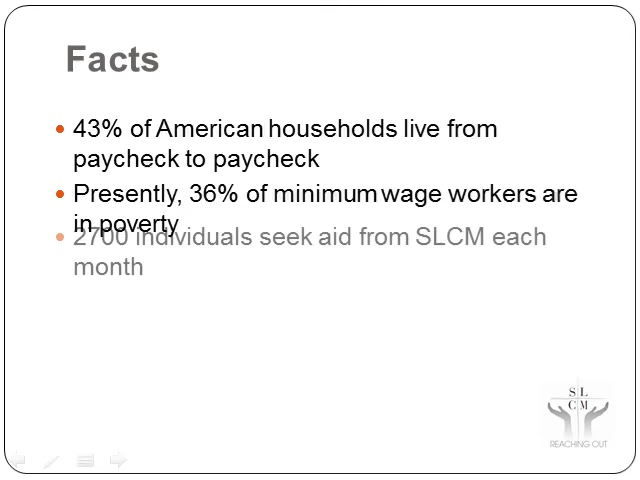 Facts
43% of American households live from
paycheck to paycheck
Presently, 36% of minimum wage workers are
in poverty
2700 individuals seek aid from SLCM each
month
S L
C M
REACHING OUT